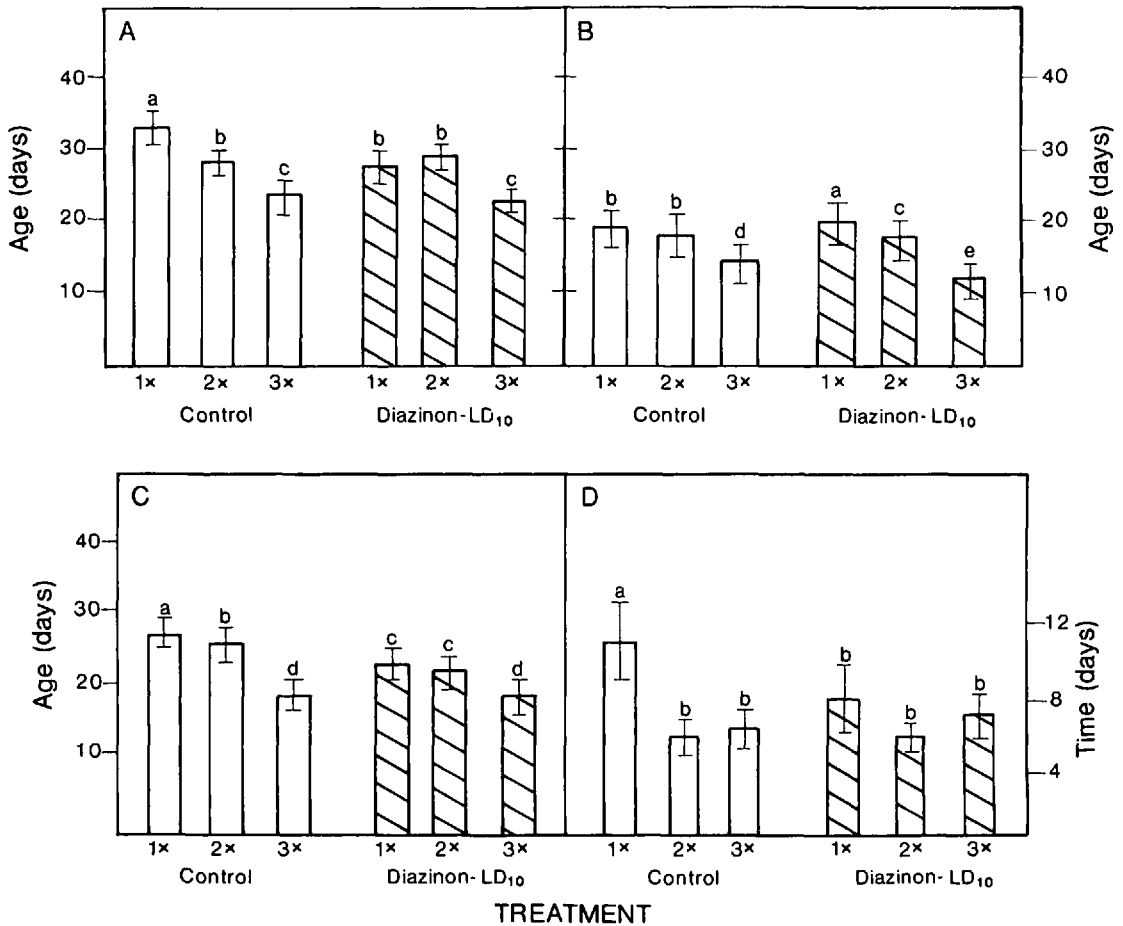 A
B
Age (days)
40
30
20
10
a
b
c
b
b
c
b
b
d
a
c
e
40
30
20
10
Age (days)
1× 2× 3× 1× 2× 3× 1× 2× 3× 1× 2× 3×
Control Diazinon-LD₁₀ Control Diazinon-LD₁₀
C
D
Age (days)
40
30
20
10
a
b
d
c
c
d
a
b
b
b
b
b
12
8
4
Time (days)
1× 2× 3× 1× 2× 3× 1× 2× 3× 1× 2× 3×
Control Diazinon-LD₁₀ Control Diazinon-LD₁₀
TREATMENT